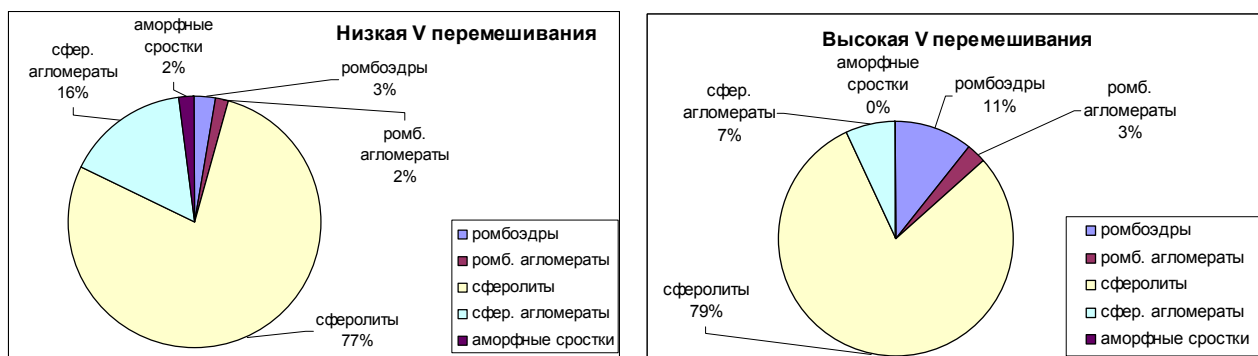 Низкая V перемешивания
аморфные
сростки
2%
сфер.
агломераты
16%
ромбоэдры
3%
ромб.
агломераты
2%
сферолиты
77%
ромбоэдры
ромб. агломераты
сферолиты
сфер. агломераты
аморфные сростки
Высокая V перемешивания
аморфные
сростки
0%
сфер.
агломераты
7%
ромбоэдры
11%
ромб.
агломераты
3%
сферолиты
79%
ромбоэдры
ромб. агломераты
сферолиты
сфер. агломераты
аморфные сростки